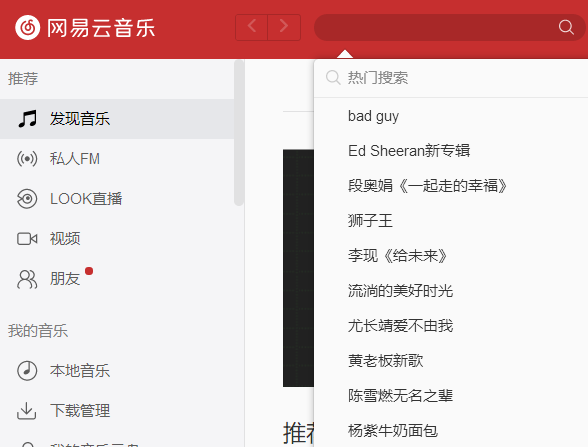 网易云音乐
热门搜索
bad guy
Ed Sheeran新专辑
段奥娟《一起走的幸福》
狮子王
李现《给未来》
流淌的美好时光
尤长靖爱不由我
黄老板新歌
陈雪燃无名之辈
杨紫牛奶面包
推荐
发现音乐
私人FM
LOOK直播
视频
朋友
我的音乐
本地音乐
下载管理
推荐